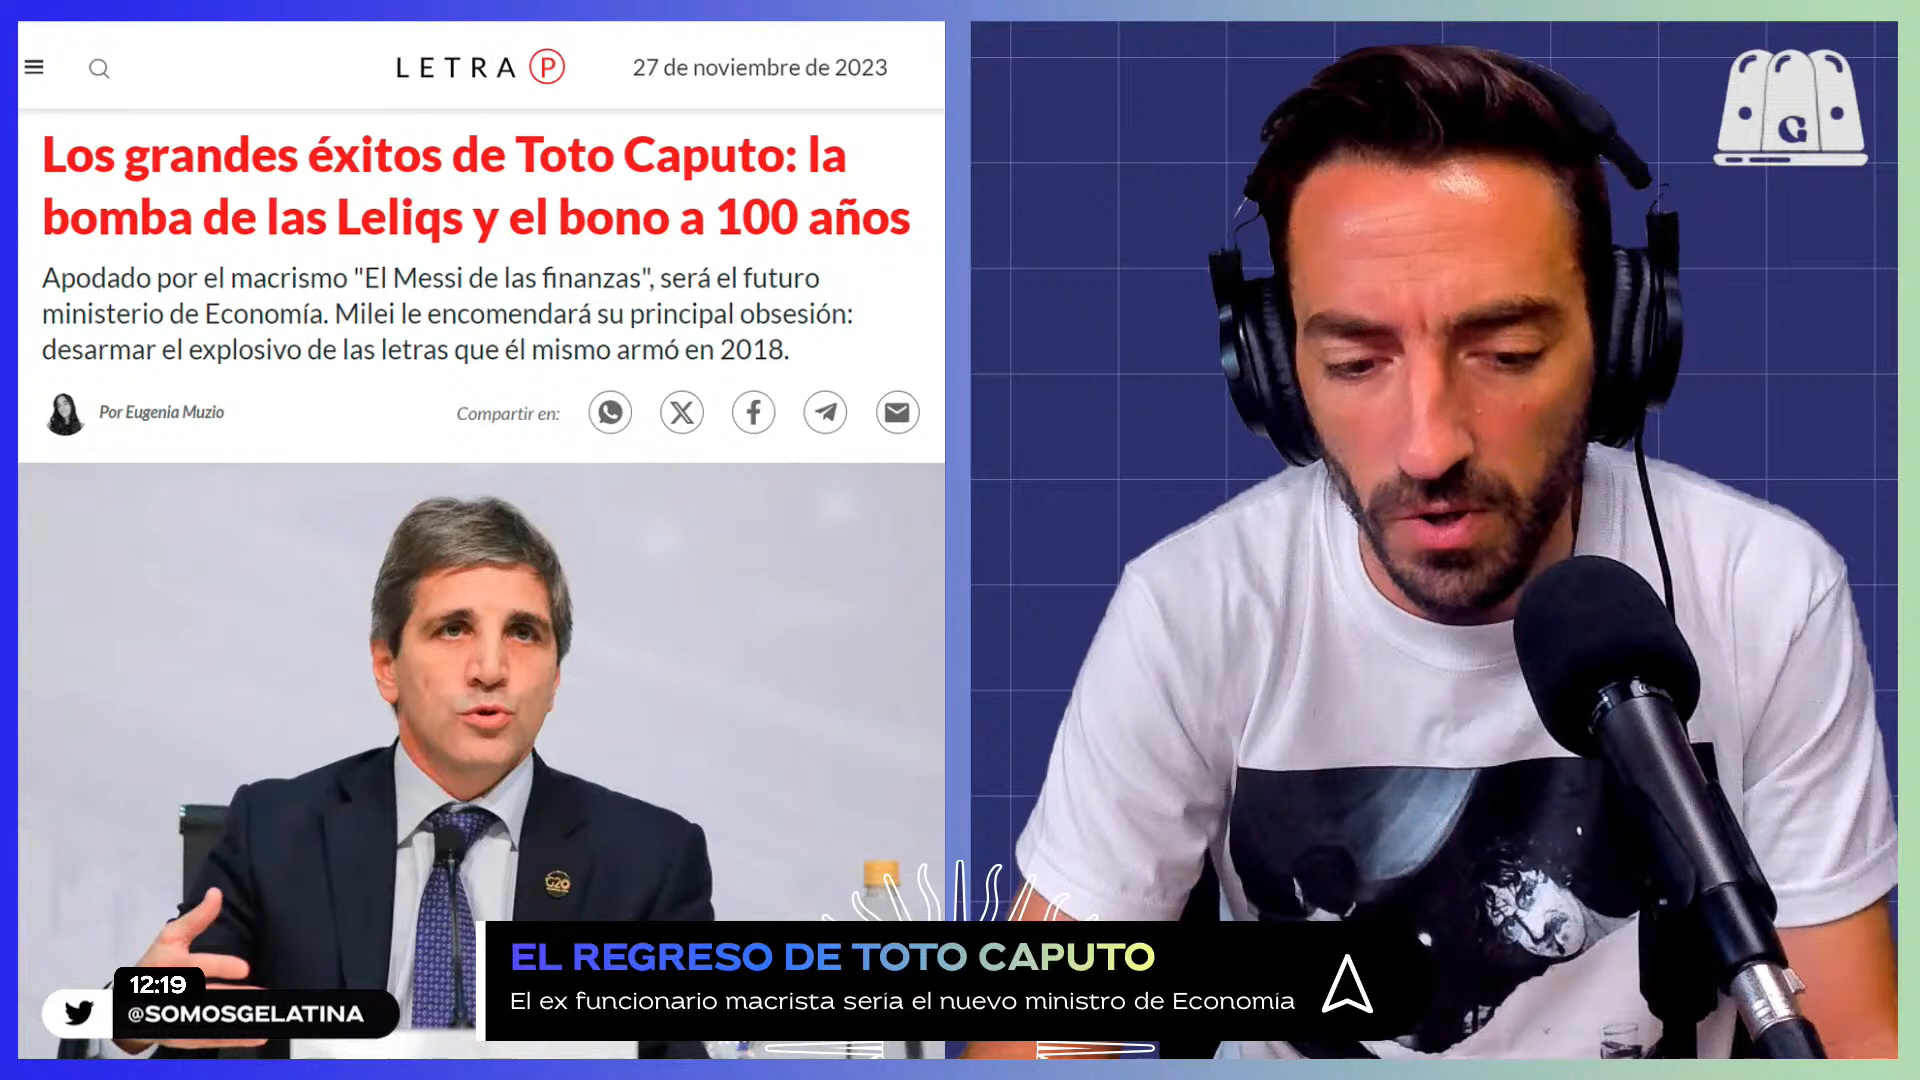 LETRA P
27 de noviembre de 2023
Los grandes éxitos de Toto Caputo: la
bomba de las Leliqs y el bono a 100 años
Apodado por el macrismo "El Messi de las finanzas", será el futuro
ministerio de Economía. Milei le encomendará su principal obsesión:
desarmar el explosivo de las letras que él mismo armó en 2018.
Por Eugenia Muzio
Compartir en:
G20
G
EL REGRESO DE TOTO CAPUTO
El ex funcionario macrista sería el nuevo ministro de Economía
12:19
@SOMOSGELATINA